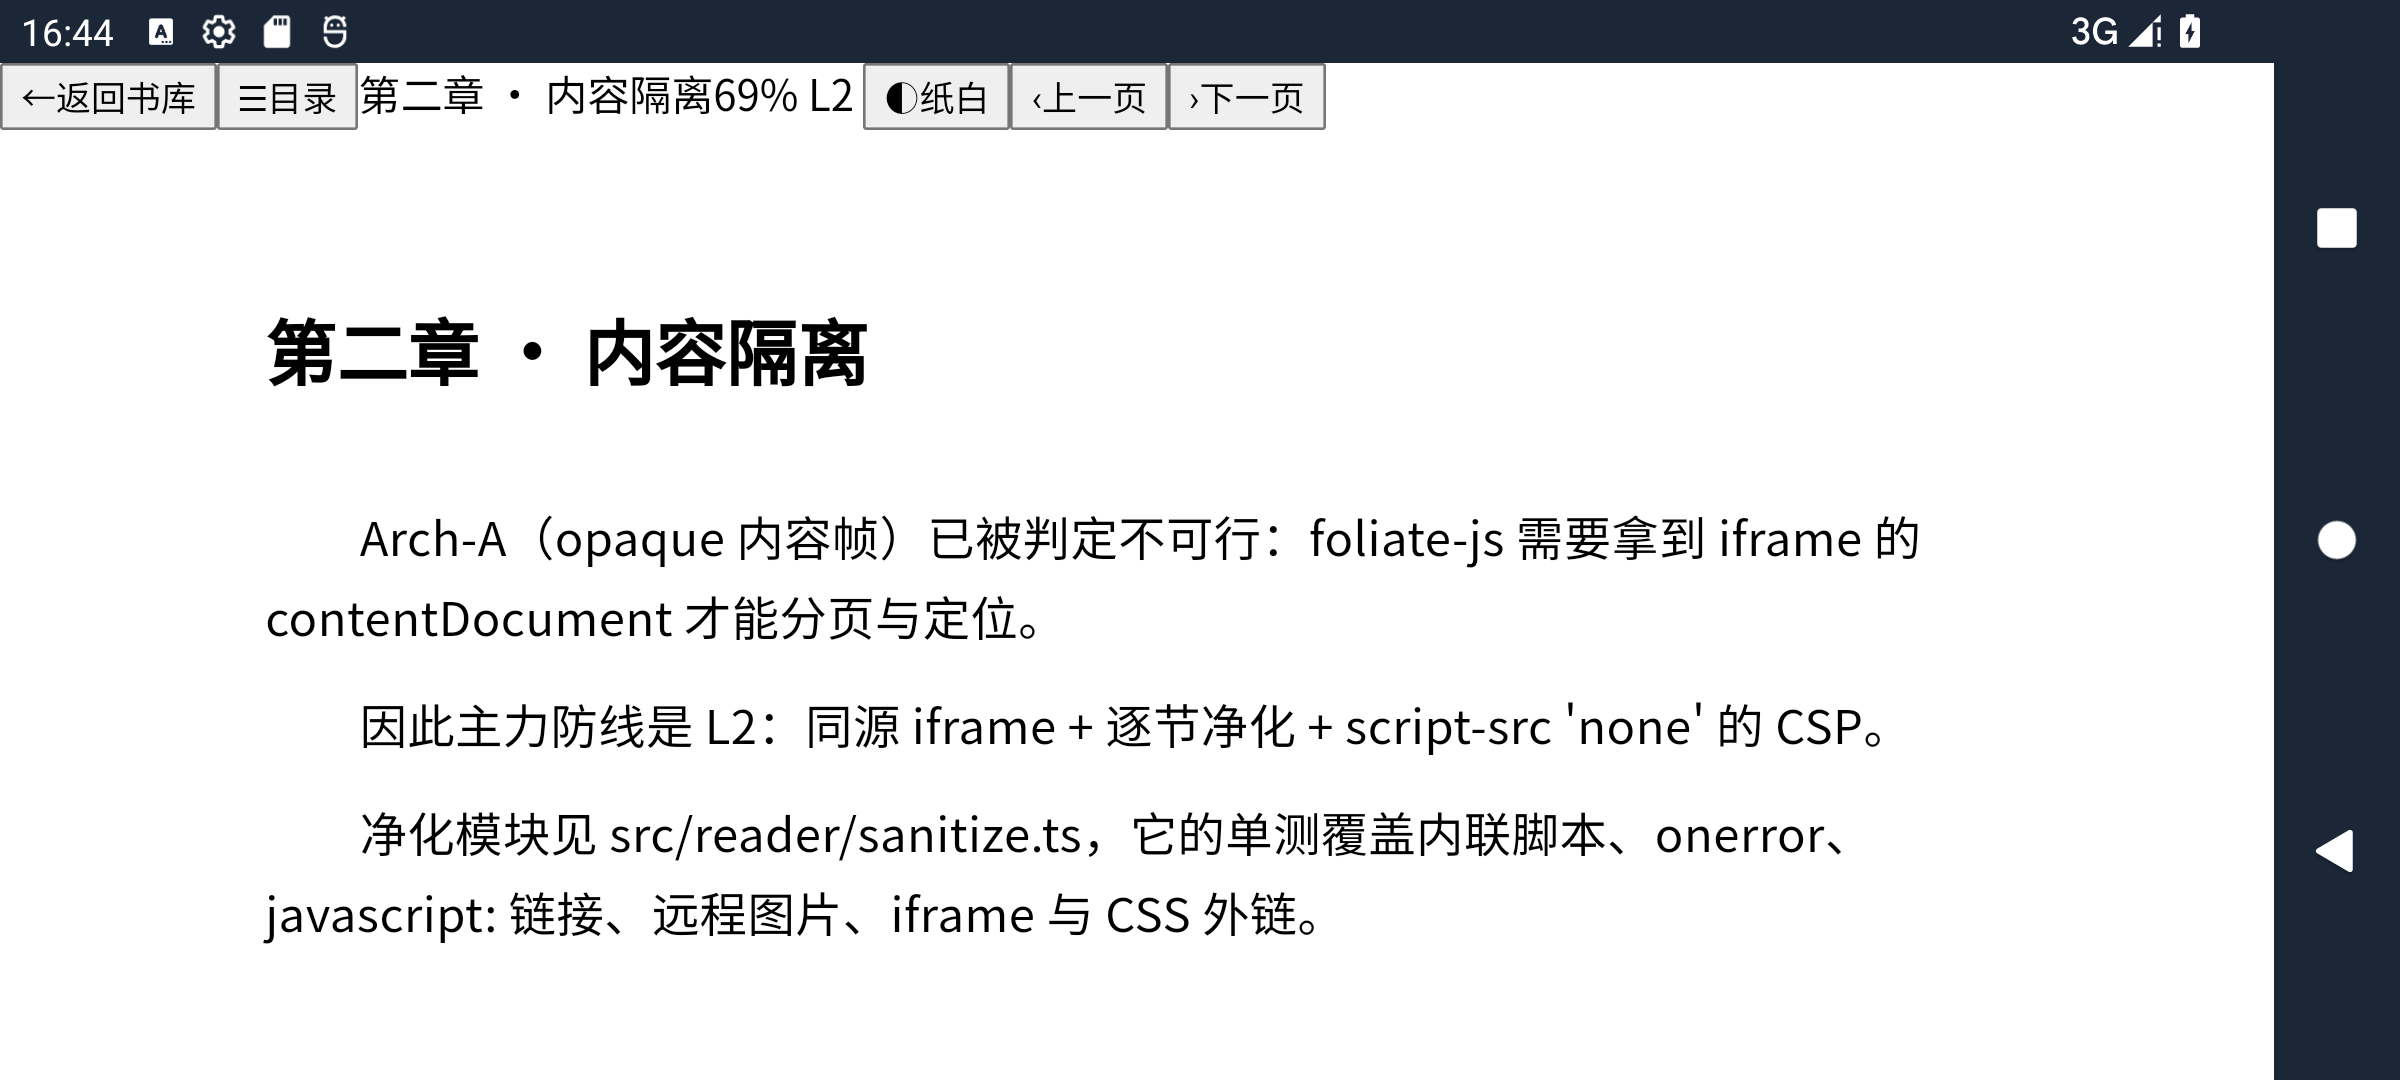 16:44 3G
←返回书库 ☰目录 第二章 · 内容隔离69% L2 ◐纸白 ‹上一页 ›下一页
第二章 · 内容隔离
Arch-A（opaque 内容帧）已被判定不可行：foliate-js 需要拿到 iframe 的
contentDocument 才能分页与定位。
因此主力防线是 L2：同源 iframe + 逐节净化 + script-src 'none' 的 CSP。
净化模块见 src/reader/sanitize.ts，它的单测覆盖内联脚本、onerror、
javascript: 链接、远程图片、iframe 与 CSS 外链。